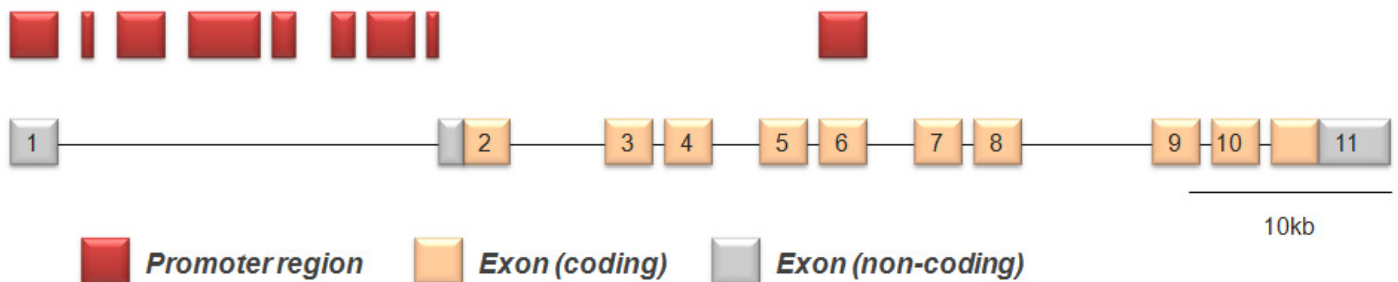 1 2 3 4 5 6 7 8 9 10 11
10kb
Promoter region Exon (coding) Exon (non-coding)